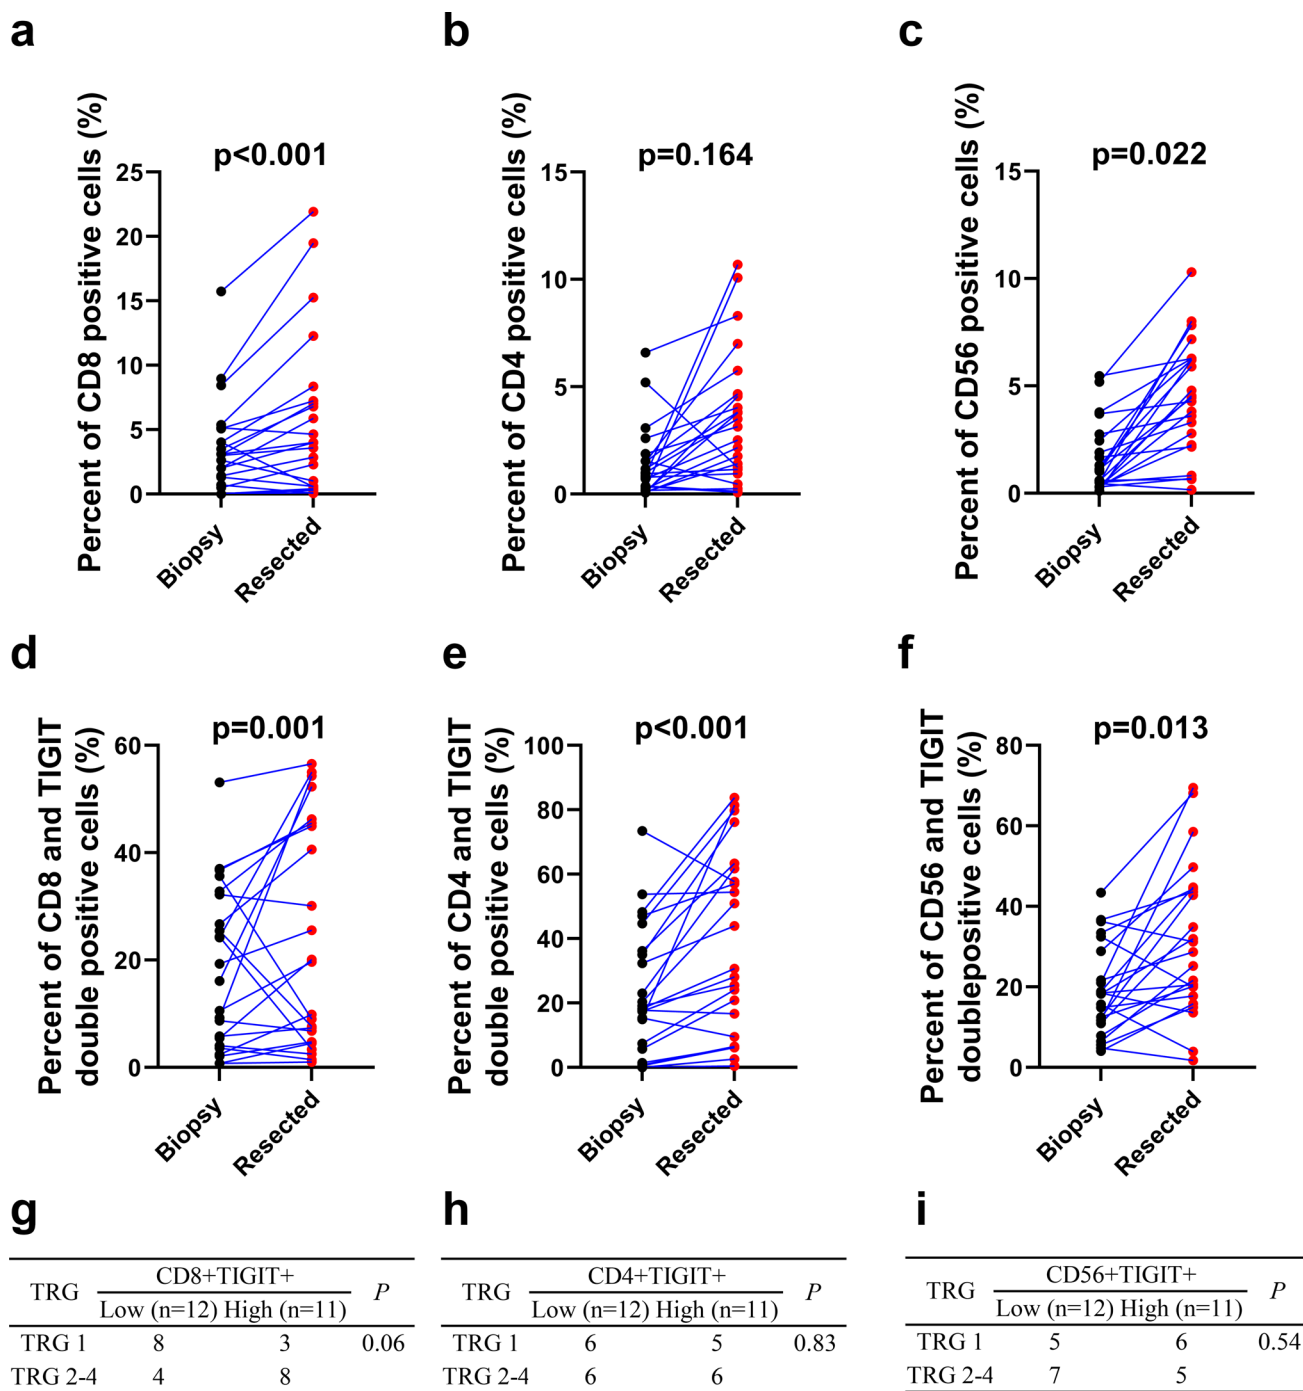 a
b
c
p<0.001
p=0.164
p=0.022
Percent of CD8 positive cells (%)
25
20
15
10
5
0
Biopsy
Resected
Percent of CD4 positive cells (%)
15
10
5
0
Biopsy
Resected
Percent of CD56 positive cells (%)
15
10
5
0
Biopsy
Resected
d
e
f
p=0.001
p<0.001
p=0.013
Percent of CD8 and TIGIT
double positive cells (%)
60
40
20
0
Biopsy
Resected
Percent of CD4 and TIGIT
double positive cells (%)
100
80
60
40
20
0
Biopsy
Resected
Percent of CD56 and TIGIT
doublepositive cells (%)
80
60
40
20
0
Biopsy
Resected
g
TRG CD8+TIGIT+ P
Low (n=12) High (n=11)
TRG 1 8 3 0.06
TRG 2-4 4 8
h
TRG CD4+TIGIT+ P
Low (n=12) High (n=11)
TRG 1 6 5 0.83
TRG 2-4 6 6
i
TRG CD56+TIGIT+ P
Low (n=12) High (n=11)
TRG 1 5 6 0.54
TRG 2-4 7 5